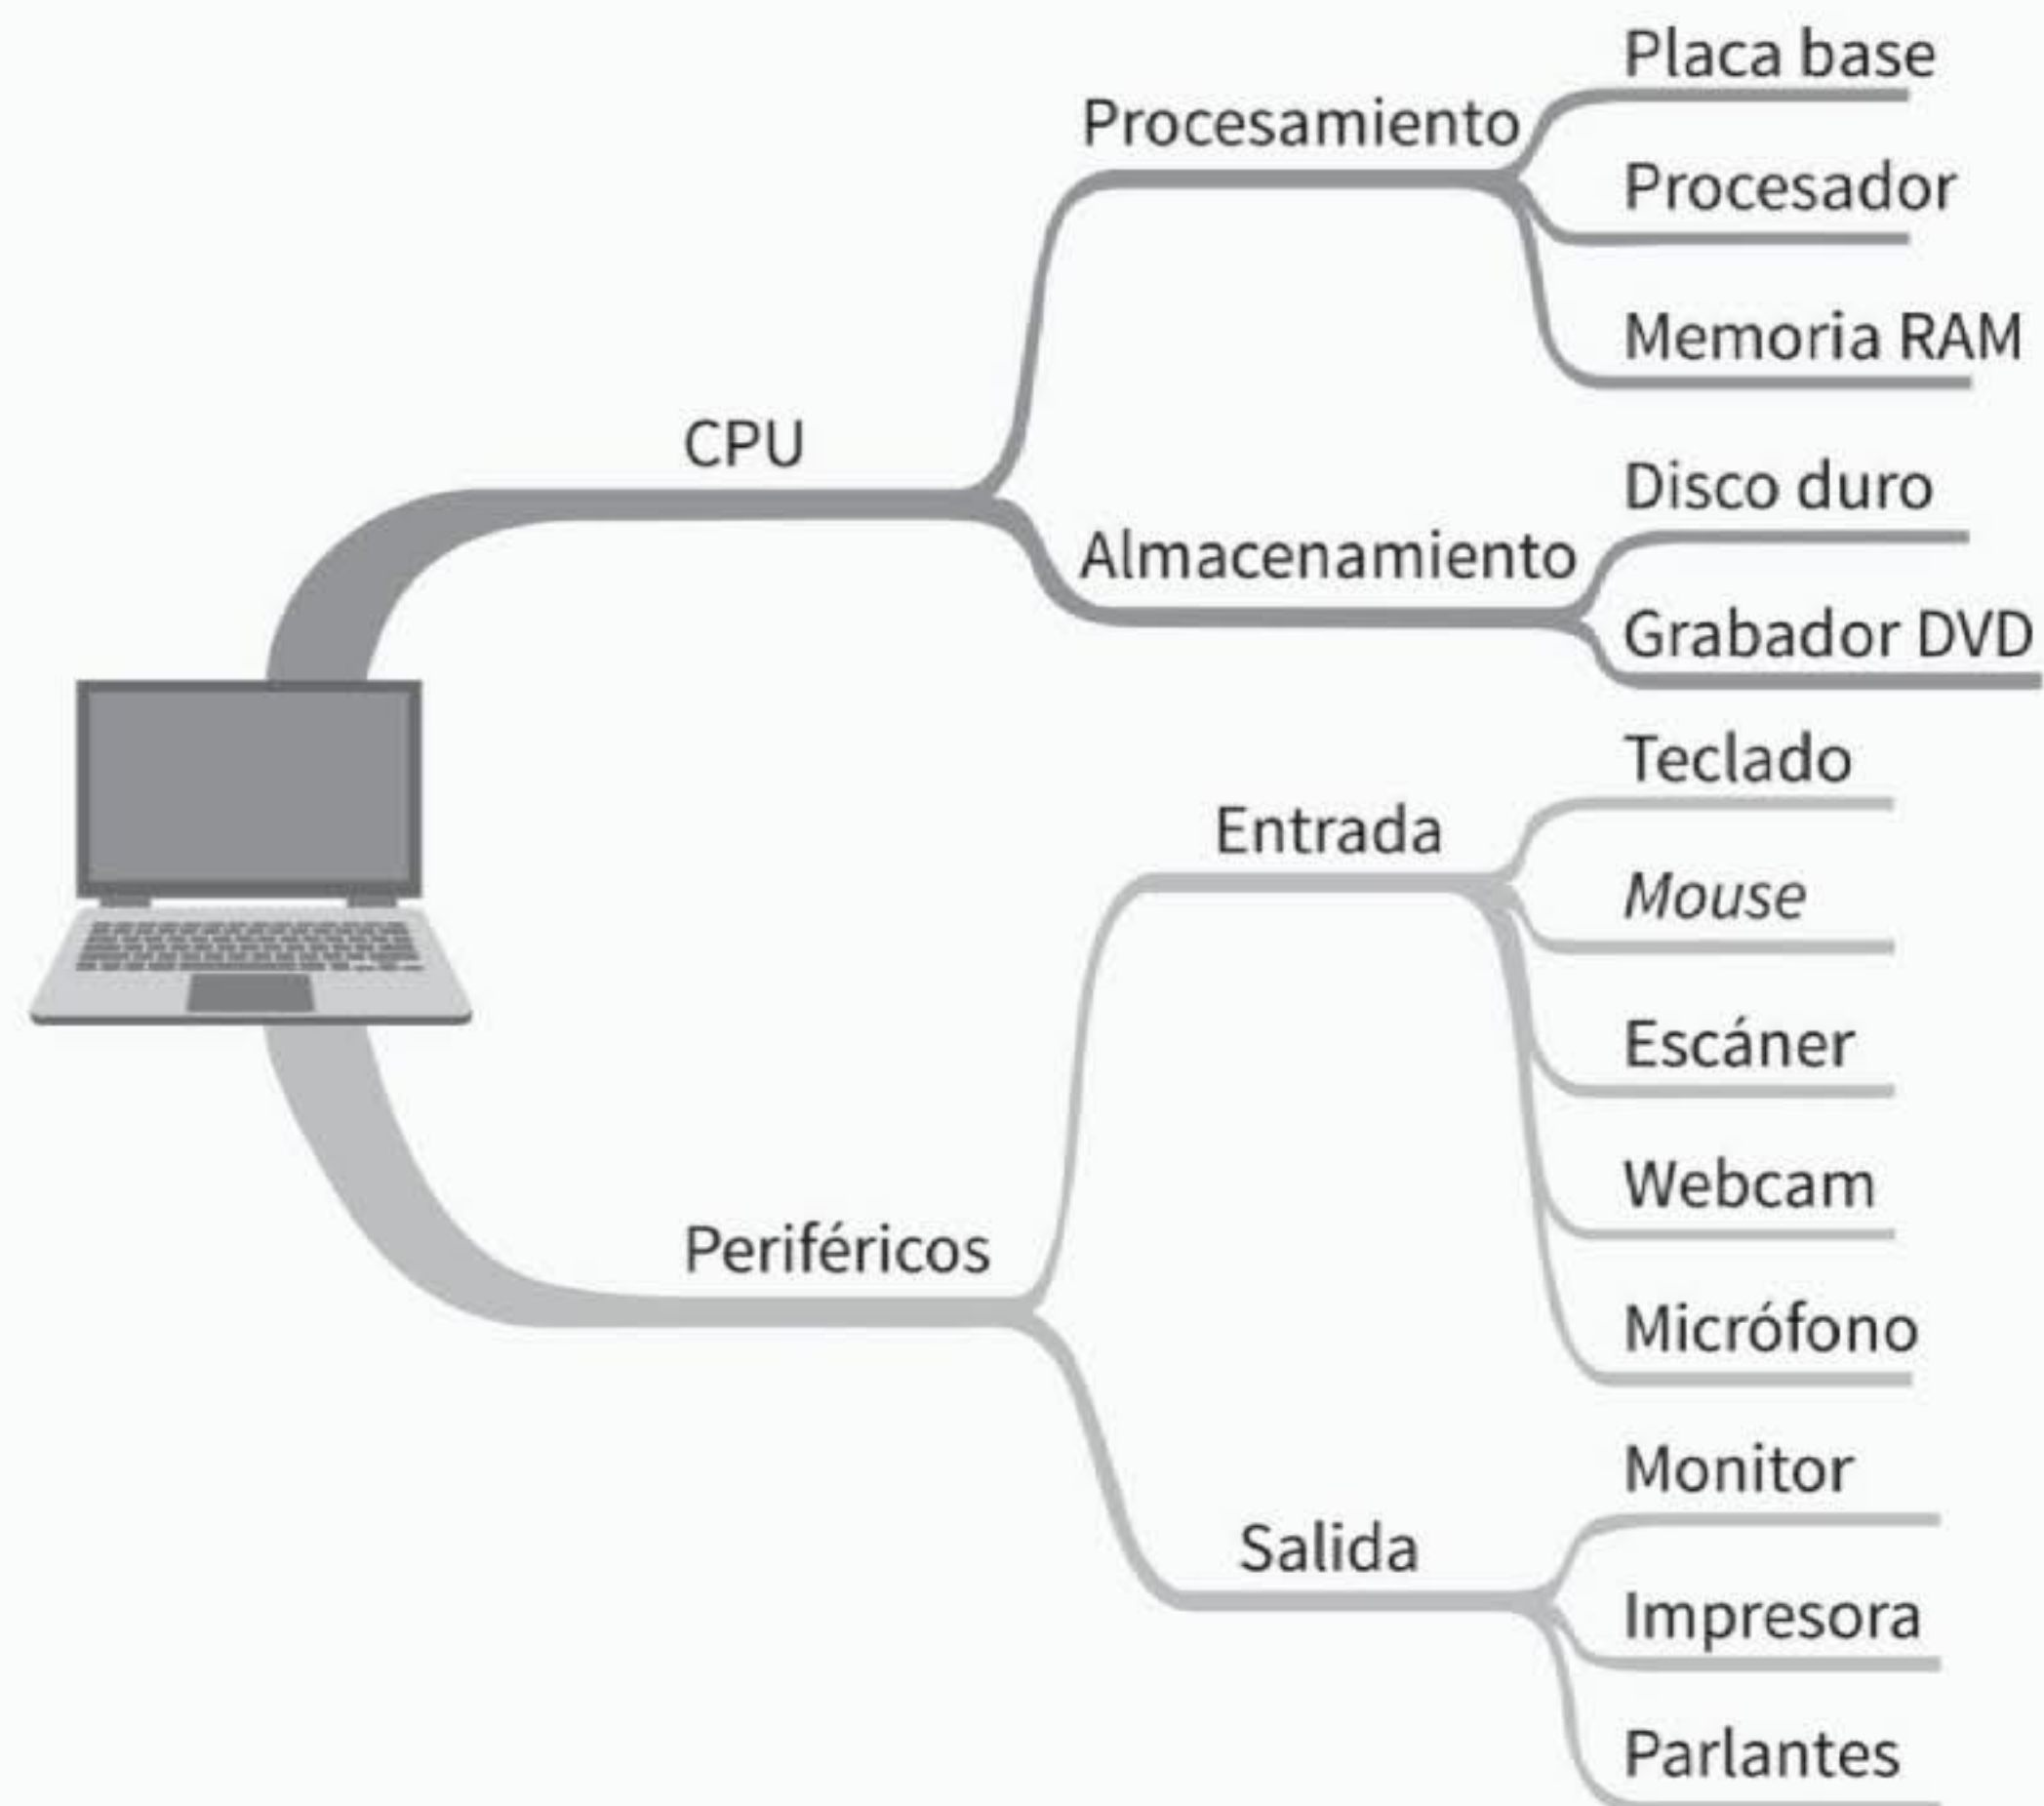 CPU
Procesamiento
Placa base
Procesador
Memoria RAM
Almacenamiento
Disco duro
Grabador DVD
Periféricos
Entrada
Teclado
Mouse
Escáner
Webcam
Micrófono
Salida
Monitor
Impresora
Parlantes